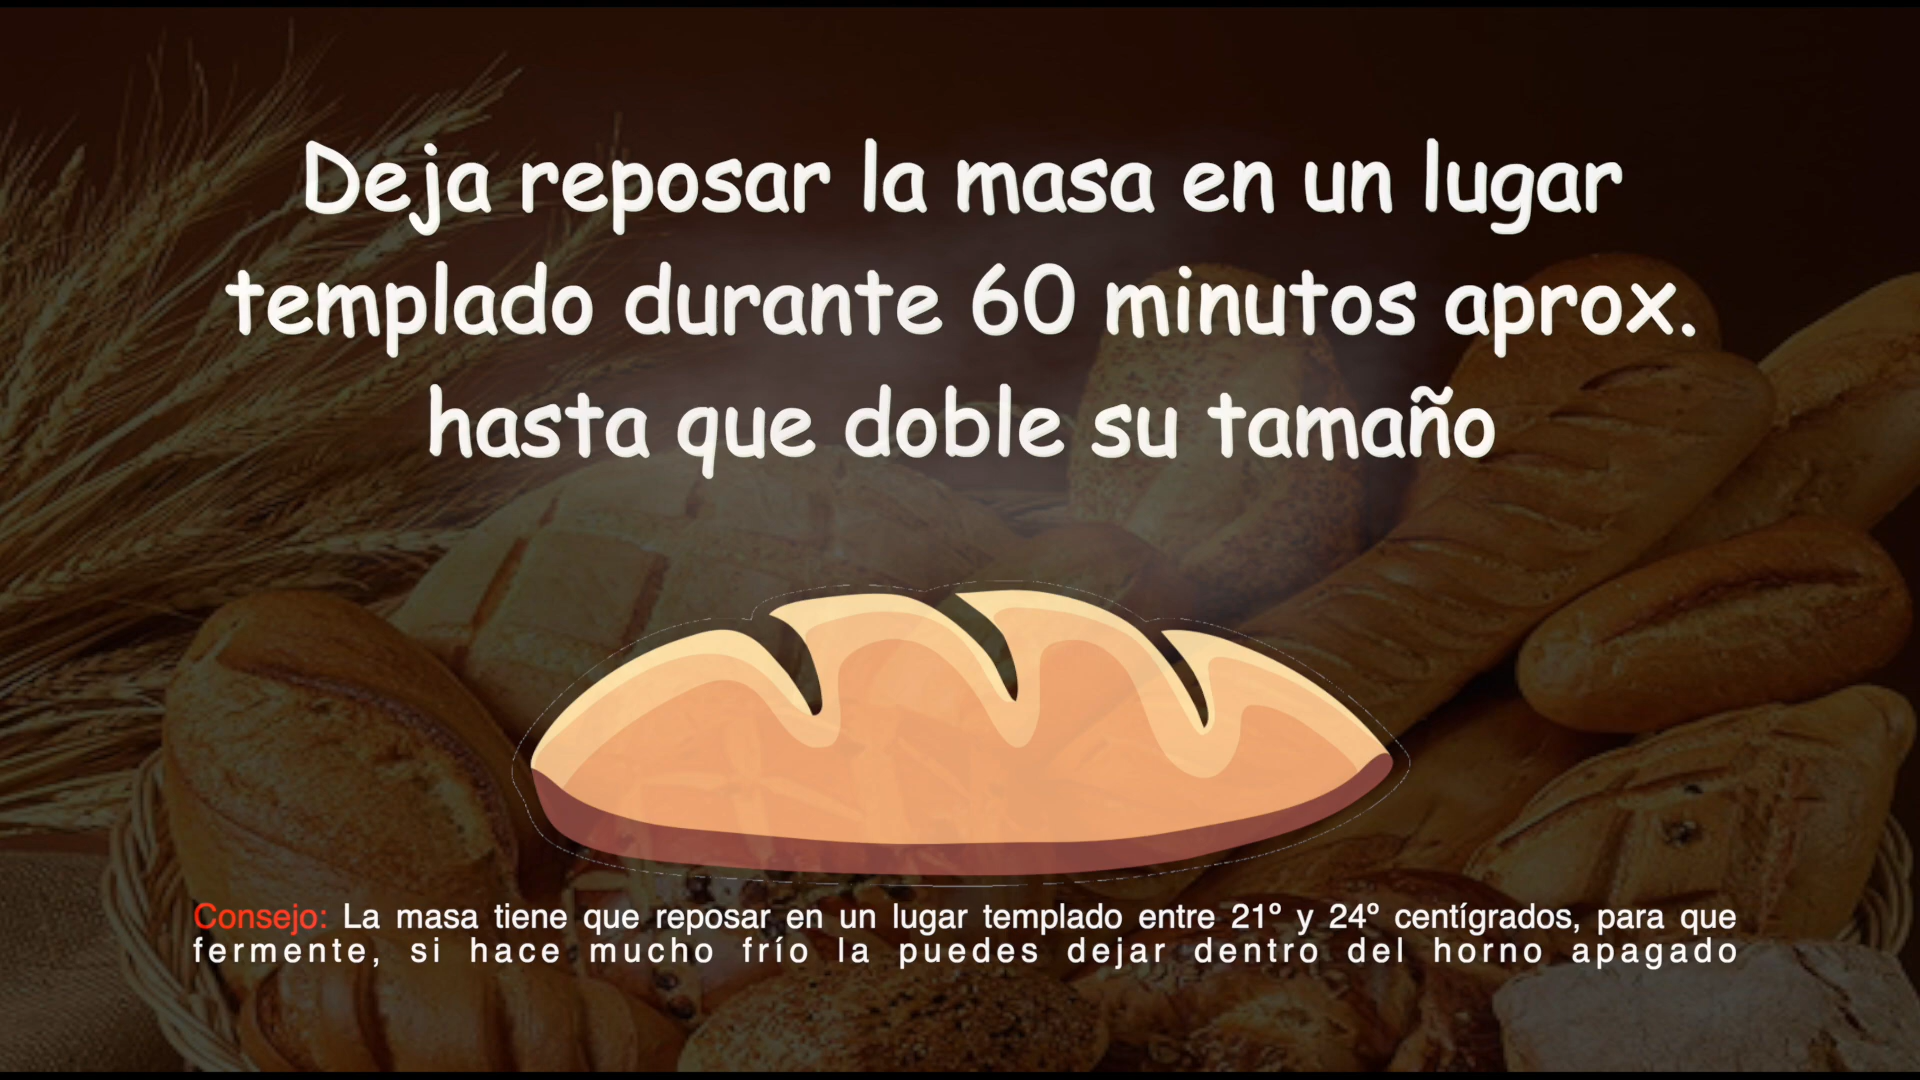 Deja reposar la masa en un lugar
templado durante 60 minutos aprox.
hasta que doble su tamaño
Consejo: La masa tiene que reposar en un lugar templado entre 21º y 24º centígrados, para que
fermente, si hace mucho frío la puedes dejar dentro del horno apagado